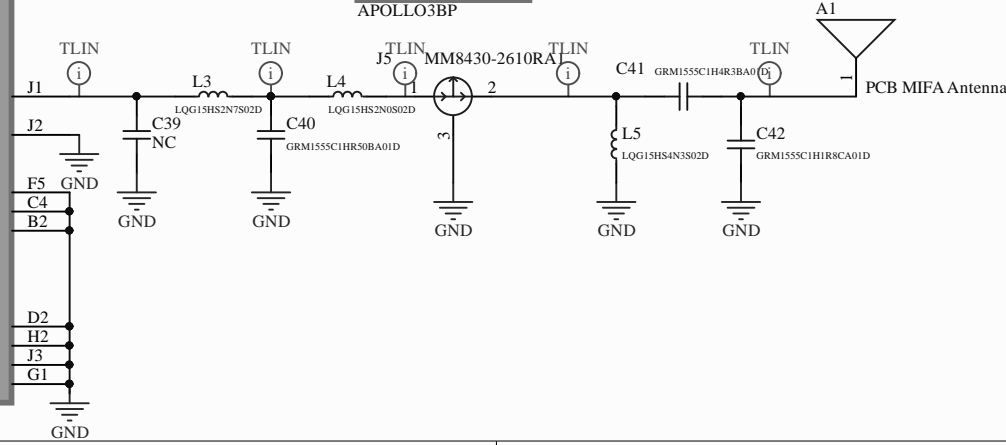 APOLLO3BP
A1
TLIN
TLIN
TLIN
J5
MM8430-2610RA1
TLIN
TLIN
i
i
i
i
i
J1
L3
L4
1
2
C41
GRM1555C1H4R3BA01D
1
PCB MIFA Antenna
LQG15HS2N7S02D
LQG15HS2N0S02D
J2
C39
NC
C40
GRM1555C1HR50BA01D
3
L5
LQG15HS4N3S02D
C42
GRM1555C1H1R8CA01D
GND
F5
C4
B2
GND
GND
GND
GND
GND
D2
H2
J3
G1
GND